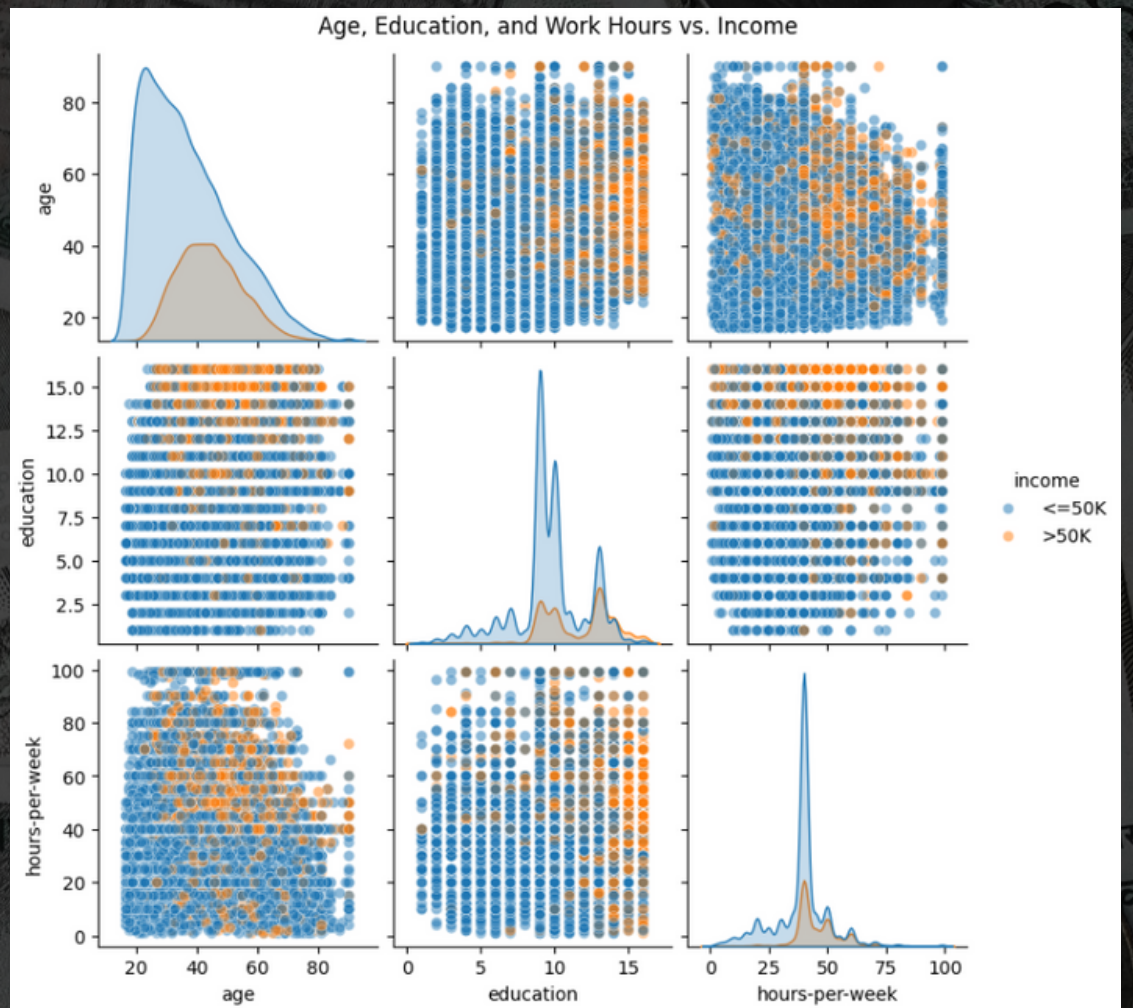 Age, Education, and Work Hours vs. Income
age
80
60
40
20
education
15.0
12.5
10.0
7.5
5.0
2.5
income
<=50K
>50K
hours-per-week
100
80
60
40
20
0
20 40 60 80
0 5 10 15
0 25 50 75 100
age education hours-per-week